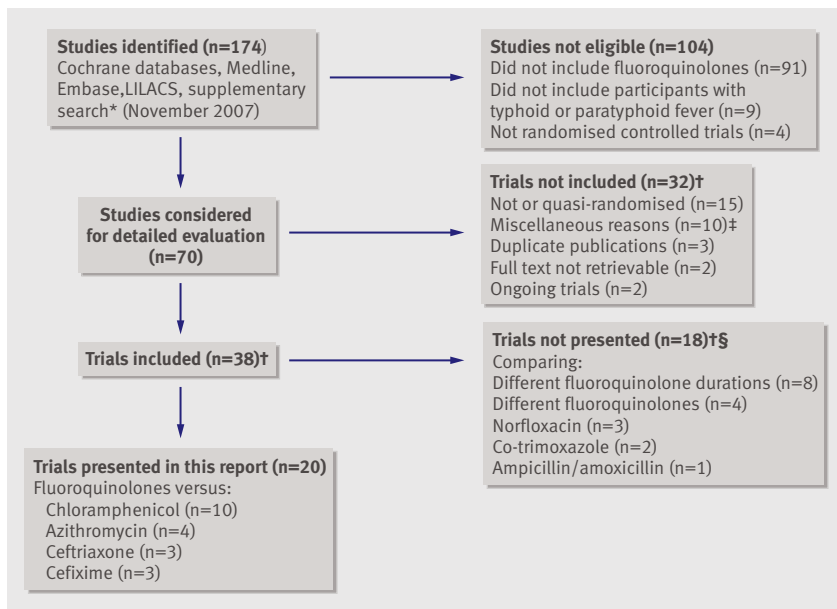 Studies identified (n=174)
Cochrane databases, Medline,
Embase,LILACS, supplementary
search* (November 2007)
Studies not eligible (n=104)
Did not include fluoroquinolones (n=91)
Did not include participants with
typhoid or paratyphoid fever (n=9)
Not randomised controlled trials (n=4)
Studies considered
for detailed evaluation
(n=70)
Trials not included (n=32)†
Not or quasi-randomised (n=15)
Miscellaneous reasons (n=10)‡
Duplicate publications (n=3)
Full text not retrievable (n=2)
Ongoing trials (n=2)
Trials included (n=38)†
Trials not presented (n=18)†§
Comparing:
Different fluoroquinolone durations (n=8)
Different fluoroquinolones (n=4)
Norfloxacin (n=3)
Co-trimoxazole (n=2)
Ampicillin/amoxicillin (n=1)
Trials presented in this report (n=20)
Fluoroquinolones versus:
Chloramphenicol (n=10)
Azithromycin (n=4)
Ceftriaxone (n=3)
Cefixime (n=3)